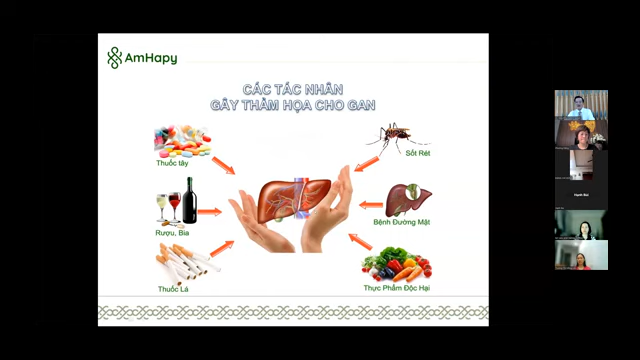 AmHapy
CÁC TÁC NHÂN
GÂY THẢM HỌA CHO GAN
Thuốc tây
Sốt Rét
Rượu, Bia
Bệnh Đường Mật
Thuốc Lá
Thực Phẩm Độc Hại
Hạnh Bùi